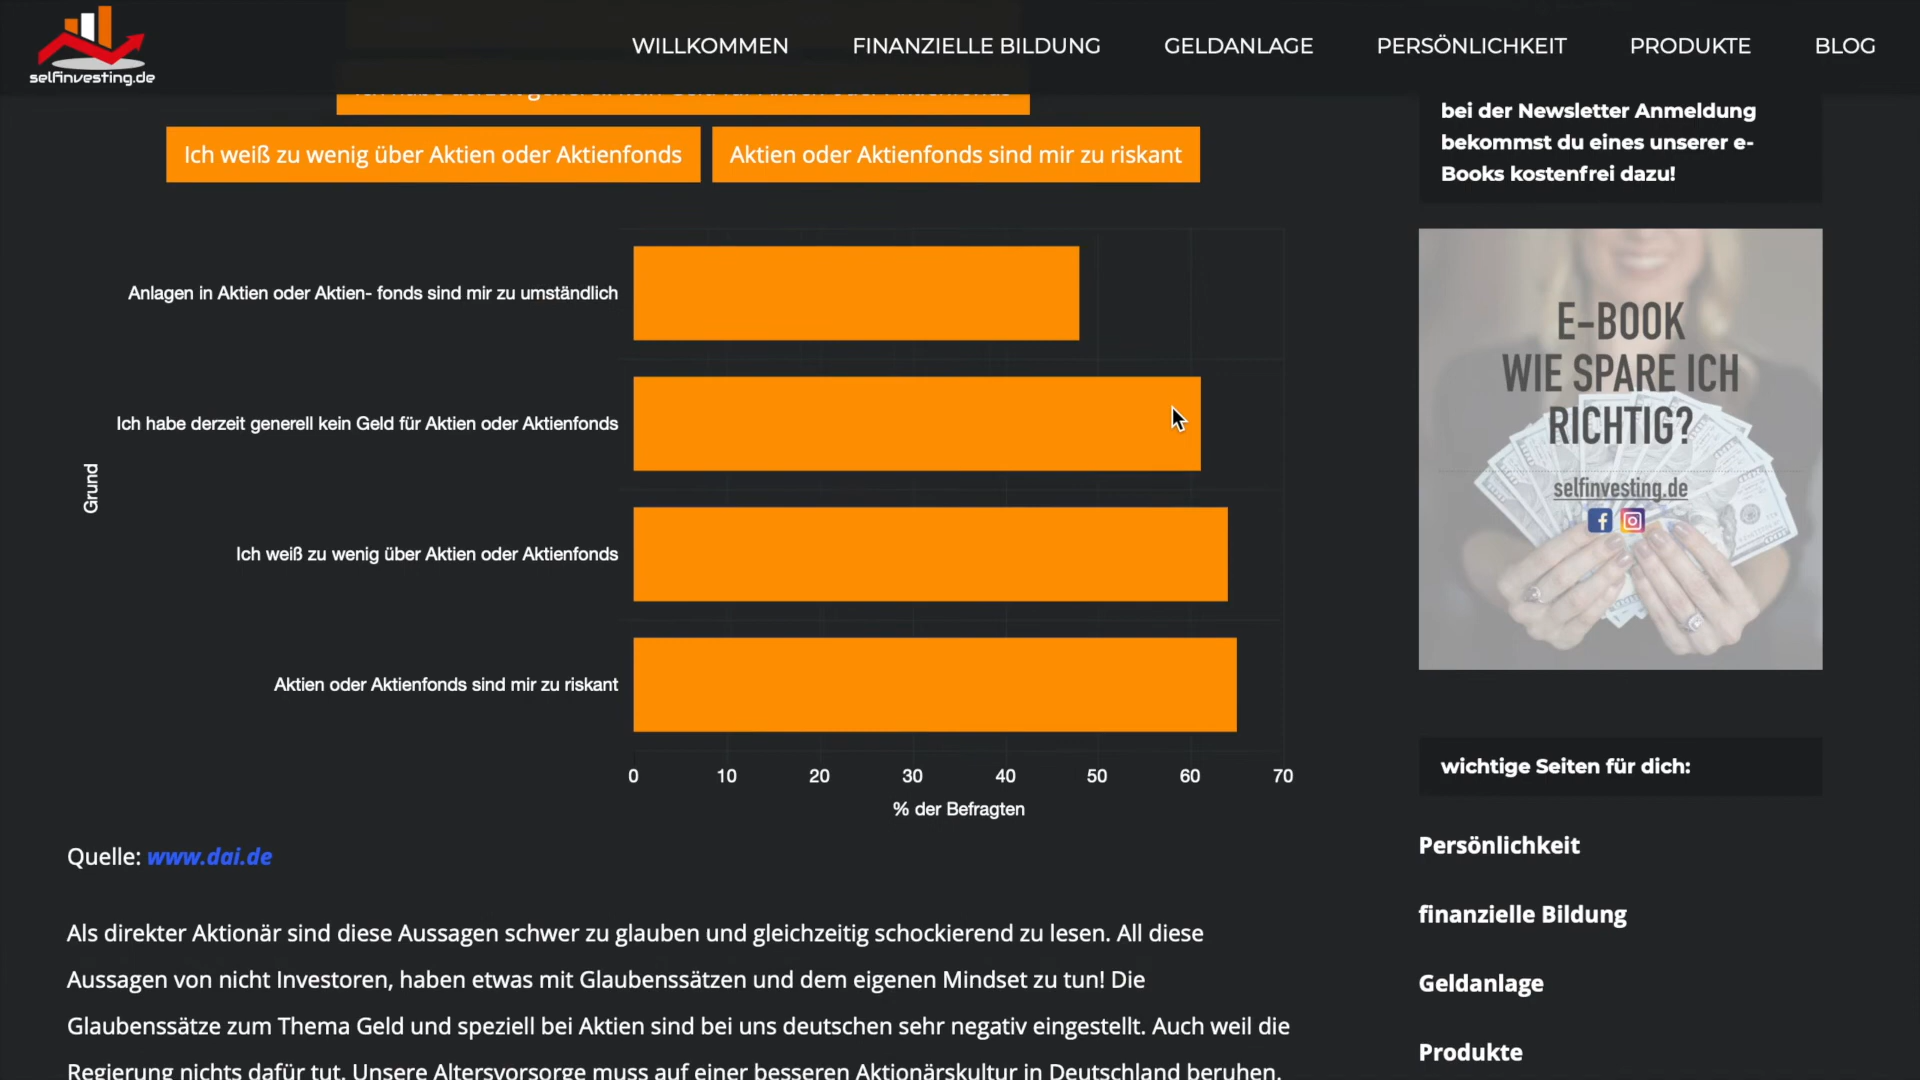 selfinvesting.de
WILLKOMMEN
FINANZIELLE BILDUNG
GELDANLAGE
PERSÖNLICHKEIT
PRODUKTE
BLOG
Ich weiß zu wenig über Aktien oder Aktienfonds
Aktien oder Aktienfonds sind mir zu riskant
Anlagen in Aktien oder Aktien- fonds sind mir zu umständlich
Ich habe derzeit generell kein Geld für Aktien oder Aktienfonds
Ich weiß zu wenig über Aktien oder Aktienfonds
Aktien oder Aktienfonds sind mir zu riskant
Grund
0 10 20 30 40 50 60 70
% der Befragten
Quelle: www.dai.de
Als direkter Aktionär sind diese Aussagen schwer zu glauben und gleichzeitig schockierend zu lesen. All diese
Aussagen von nicht Investoren, haben etwas mit Glaubenssätzen und dem eigenen Mindset zu tun! Die
Glaubenssätze zum Thema Geld und speziell bei Aktien sind bei uns deutschen sehr negativ eingestellt. Auch weil die
Regierung nichts dafür tut. Unsere Altersvorsorge muss auf einer besseren Aktionärskultur in Deutschland beruhen.
bei der Newsletter Anmeldung
bekommst du eines unserer e-
Books kostenfrei dazu!
E-BOOK
WIE SPARE ICH
RICHTIG?
selfinvesting.de
wichtige Seiten für dich:
Persönlichkeit
finanzielle Bildung
Geldanlage
Produkte